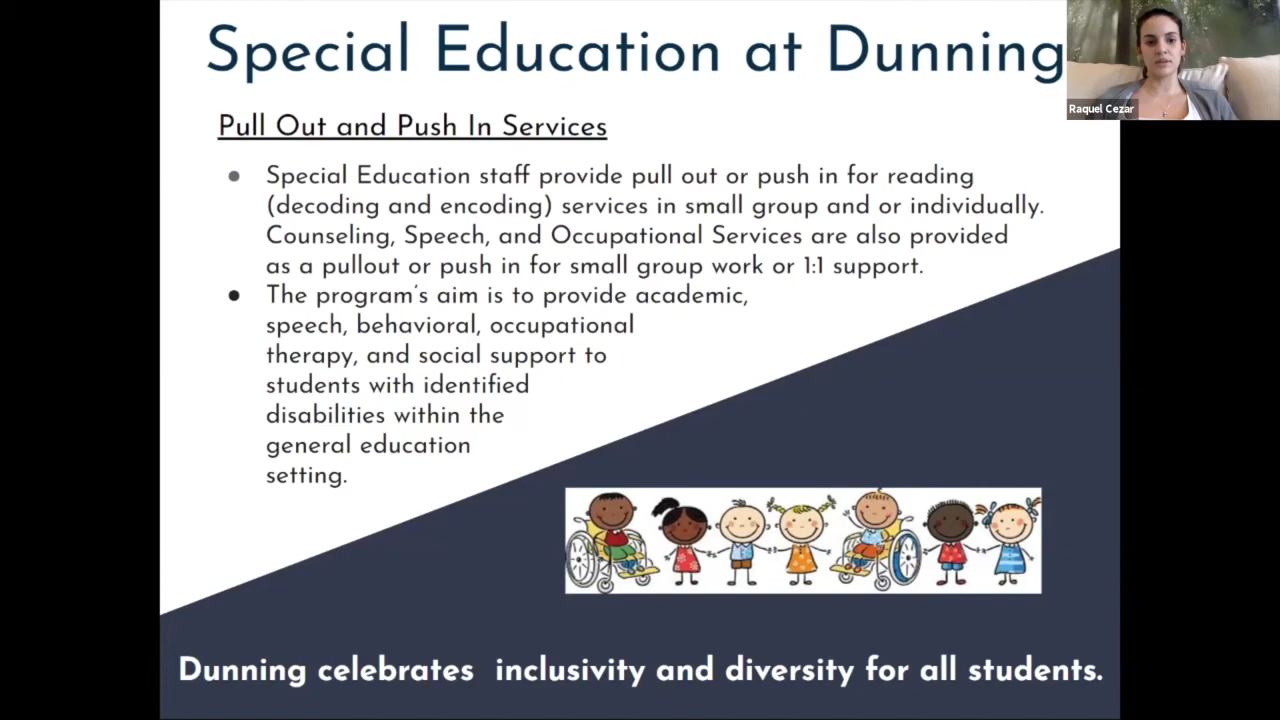 Special Education at Dunning
Raquel Cezar
Pull Out and Push In Services
Special Education staff provide pull out or push in for reading
(decoding and encoding) services in small group and or individually.
Counseling, Speech, and Occupational Services are also provided
as a pullout or push in for small group work or 1:1 support.
The program's aim is to provide academic,
speech, behavioral, occupational
therapy, and social support to
students with identified
disabilities within the
general education
setting.
Dunning celebrates  inclusivity and diversity for all students.